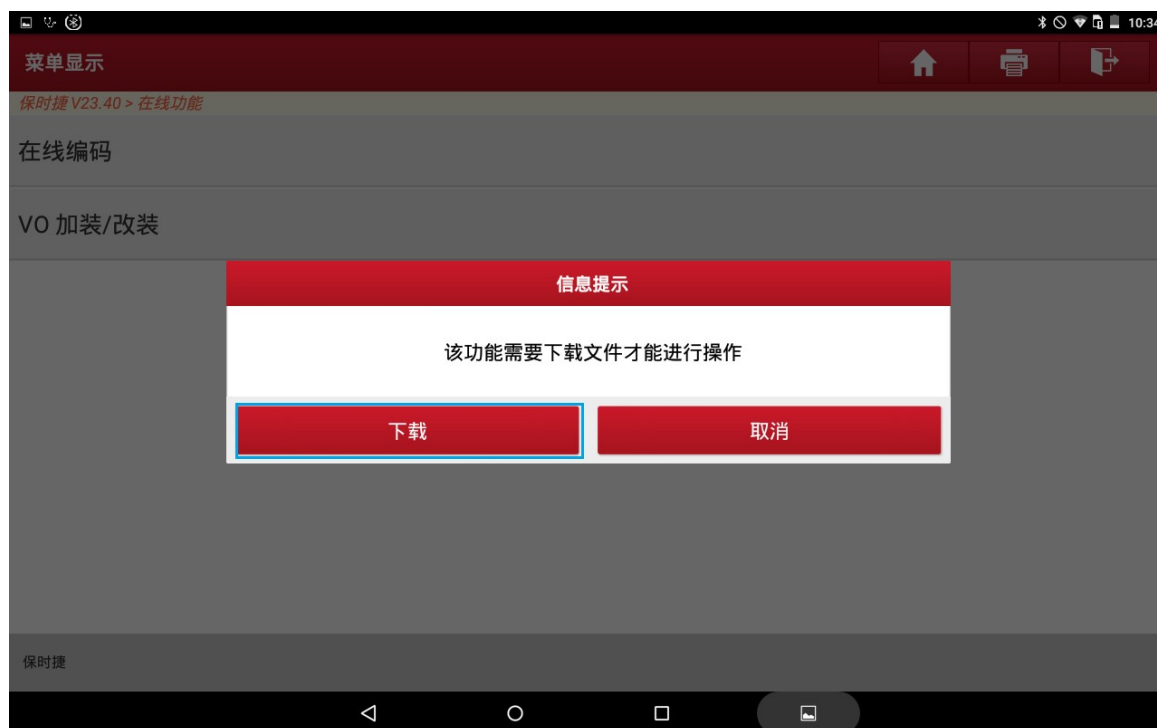 10:34
菜单显示
保时捷 V23.40 > 在线功能
在线编码
VO 加装/改装
信息提示
该功能需要下载文件才能进行操作
下载
取消
保时捷